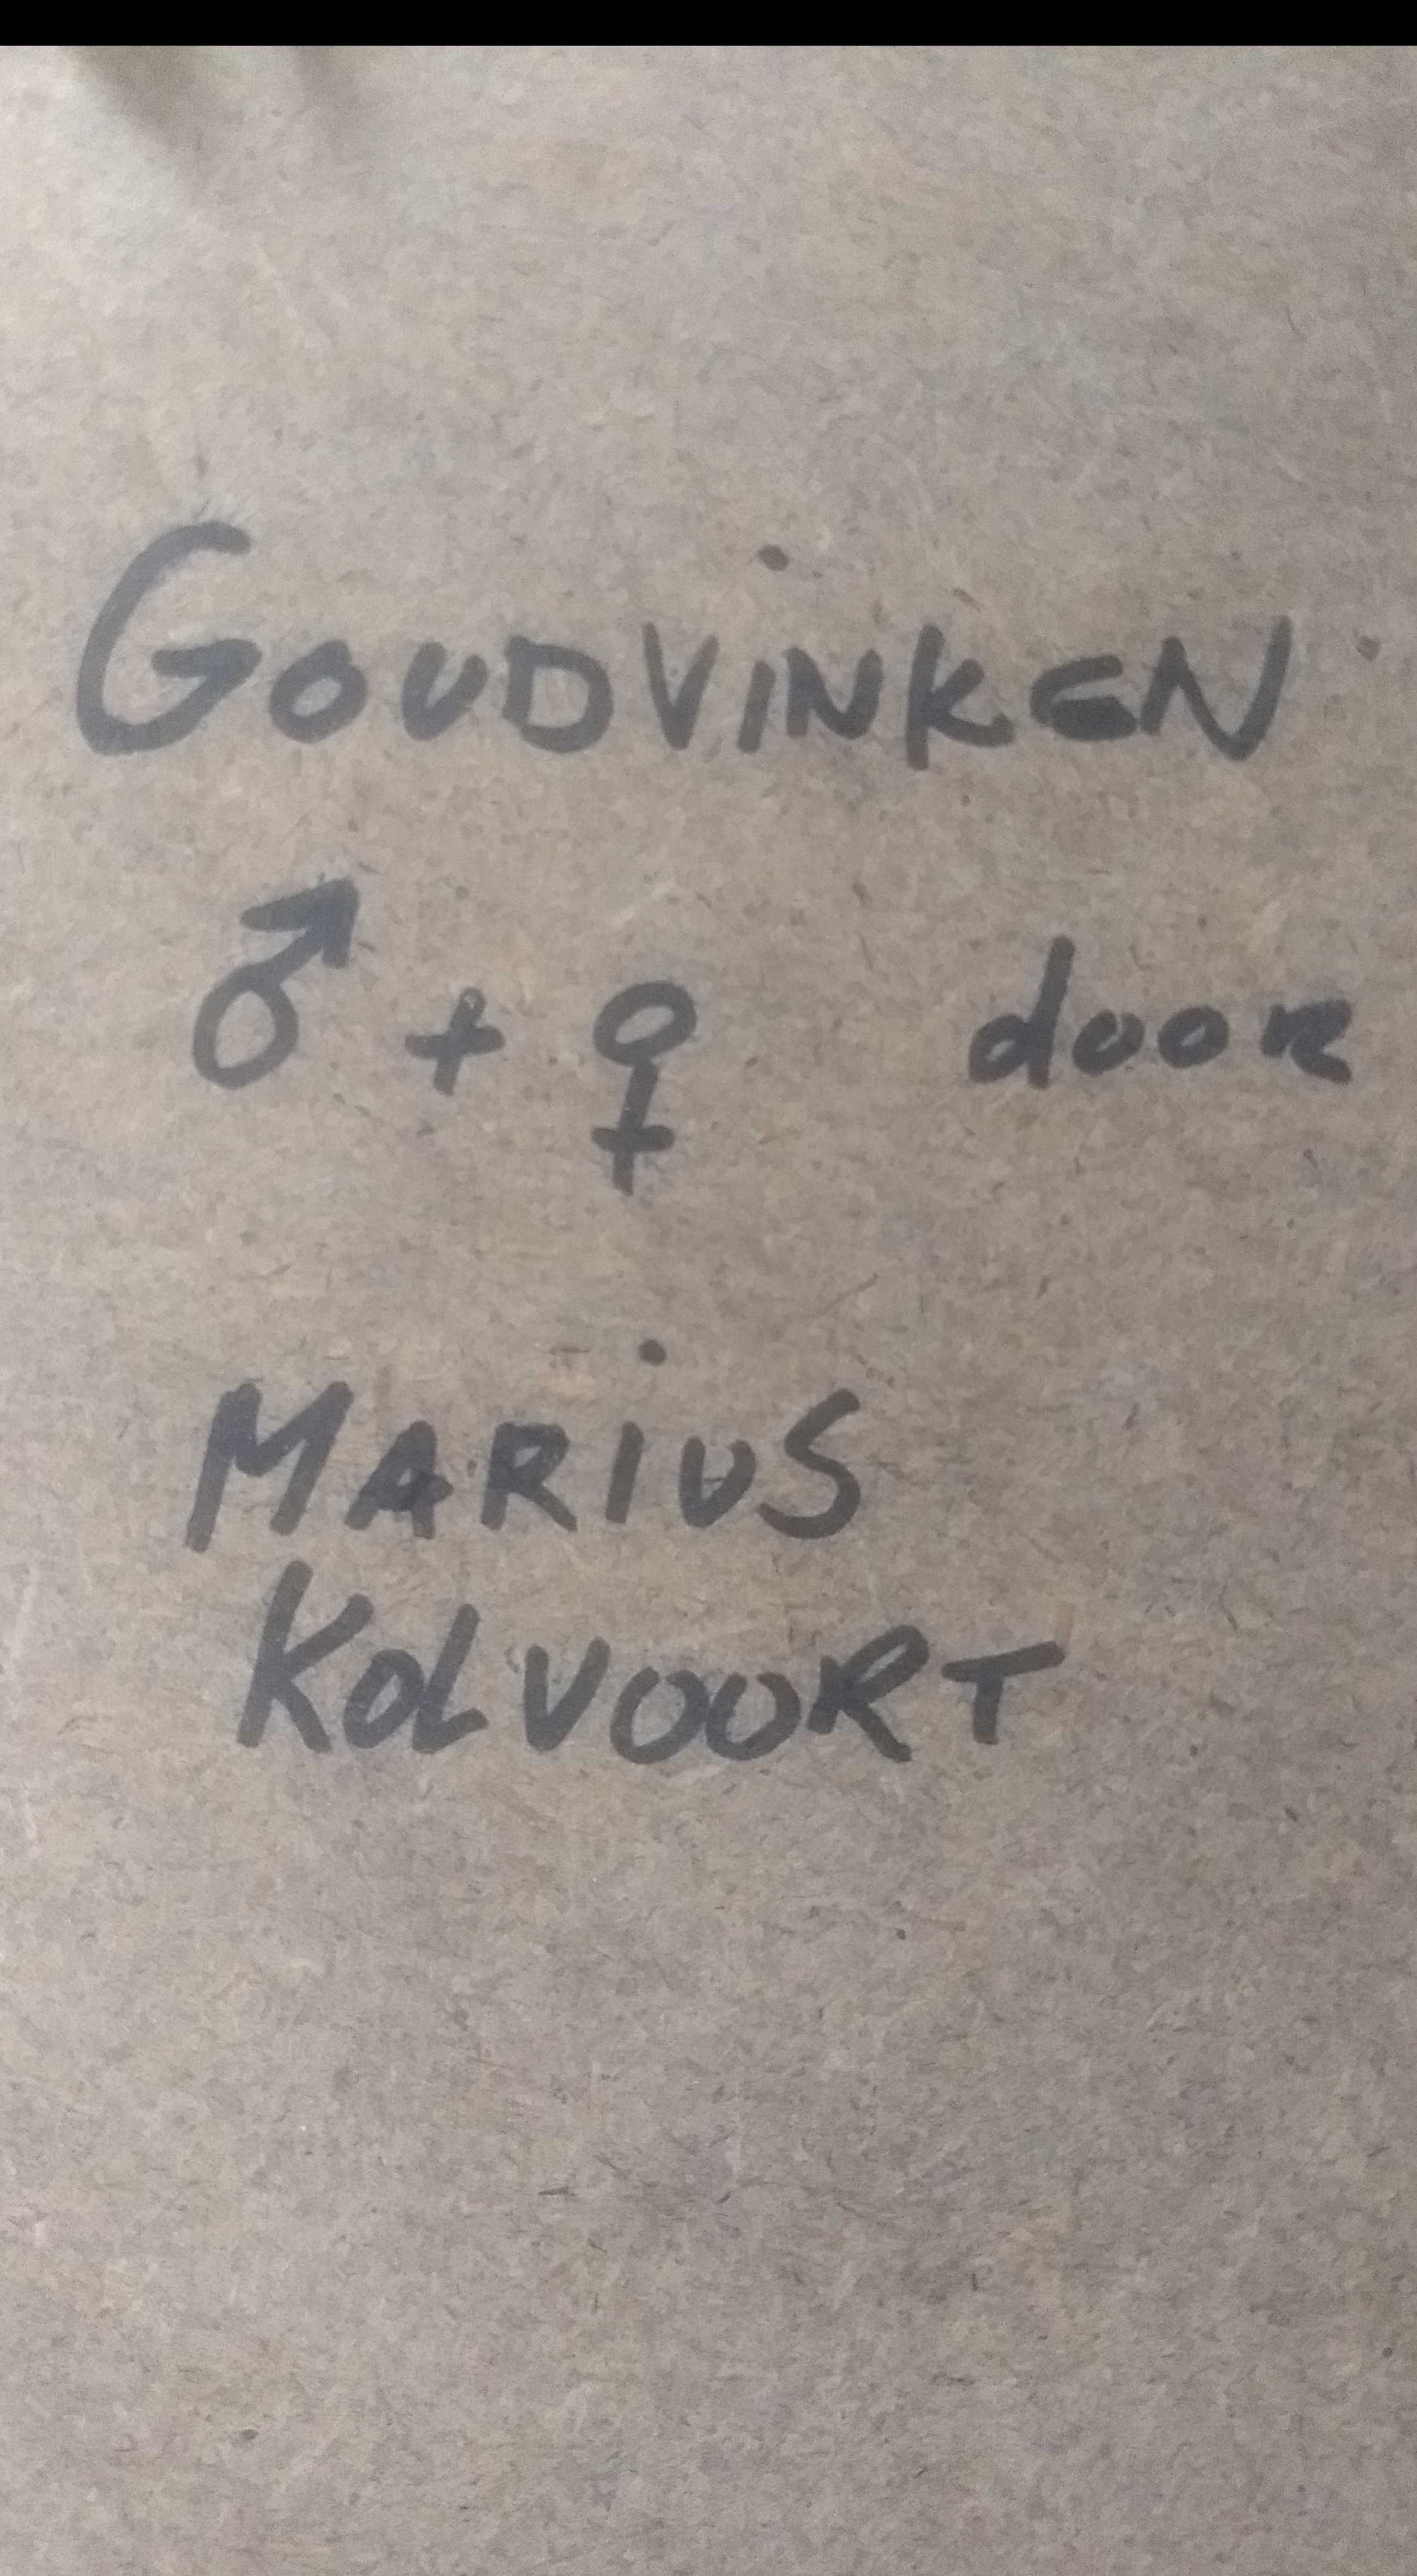 GOUDVINKEN
♂ + ♀ door
MARIUS
KOLVOORT